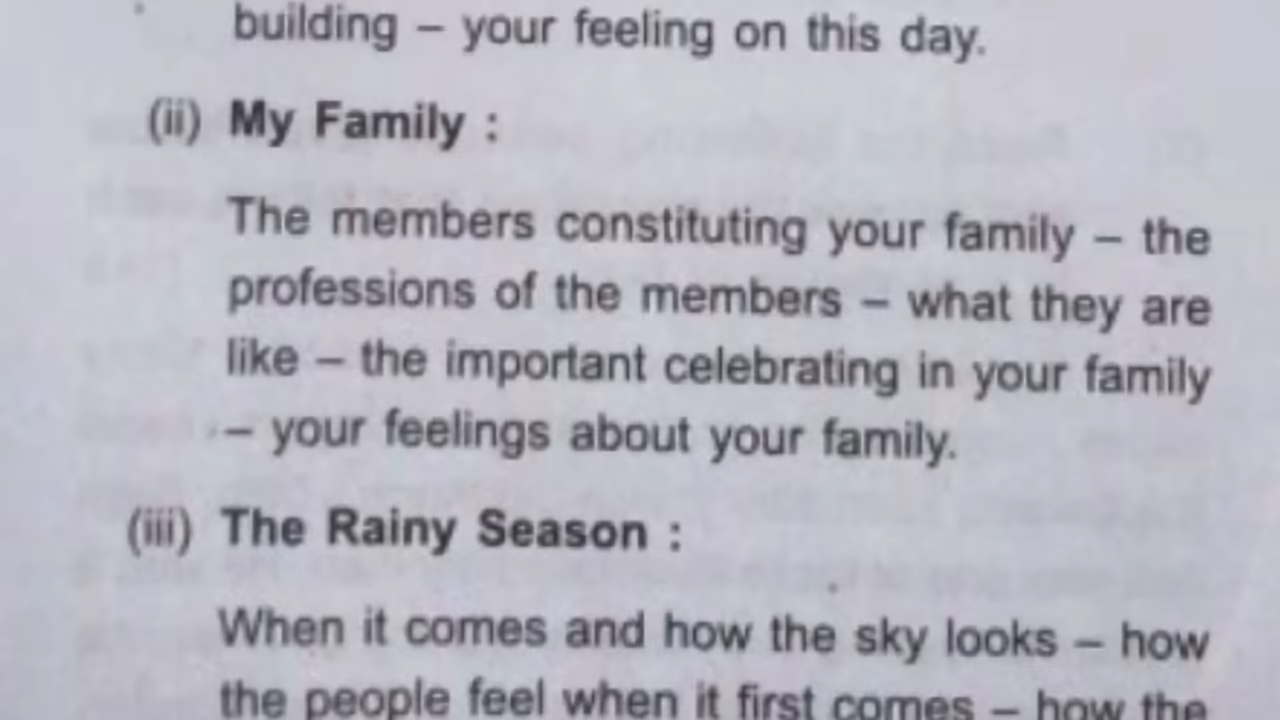 building – your feeling on this day.
(ii) My Family :
The members constituting your family – the
professions of the members – what they are
like – the important celebrating in your family
– your feelings about your family.
(iii) The Rainy Season :
When it comes and how the sky looks – how
the people feel when it first comes – how the